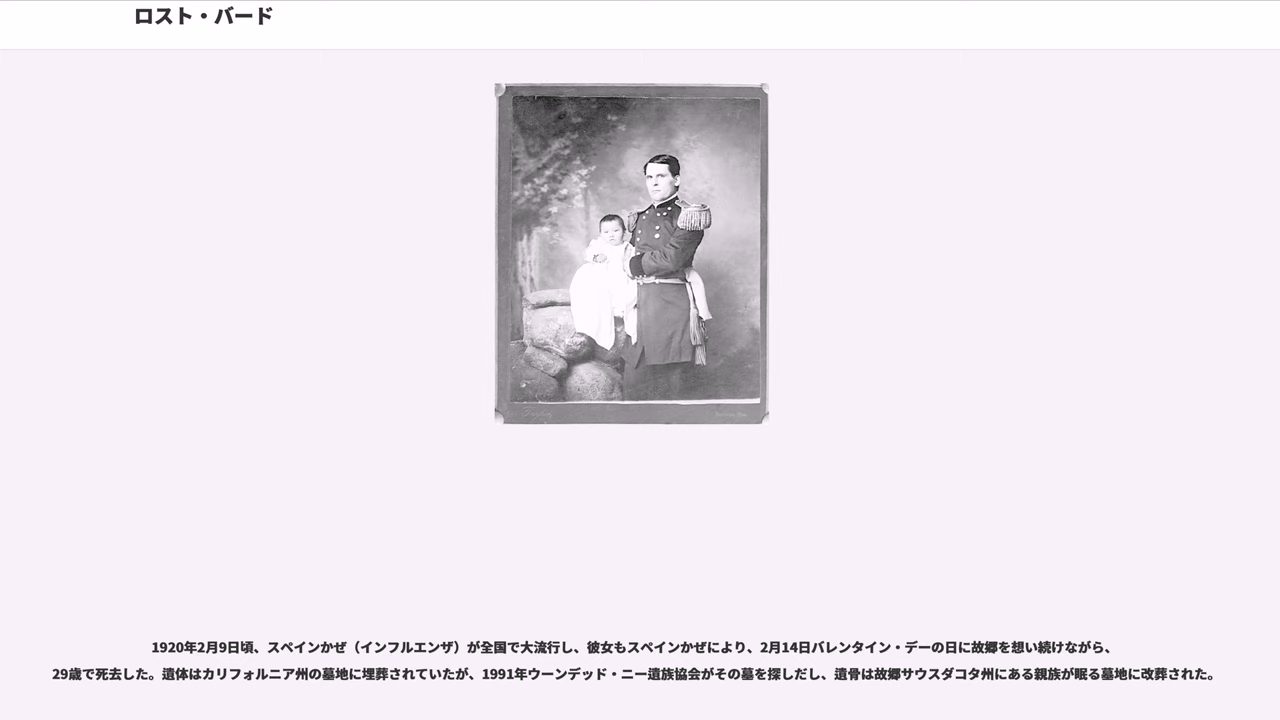 ロスト・バード
1920年2月9日頃、スペインかぜ（インフルエンザ）が全国で大流行し、彼女もスペインかぜにより、2月14日バレンタイン・デーの日に故郷を想い続けながら、
29歳で死去した。遺体はカリフォルニア州の墓地に埋葬されていたが、1991年ウーンデッド・ニー遺族協会がその墓を探しだし、遺骨は故郷サウスダコタ州にある親族が眠る墓地に改葬された。